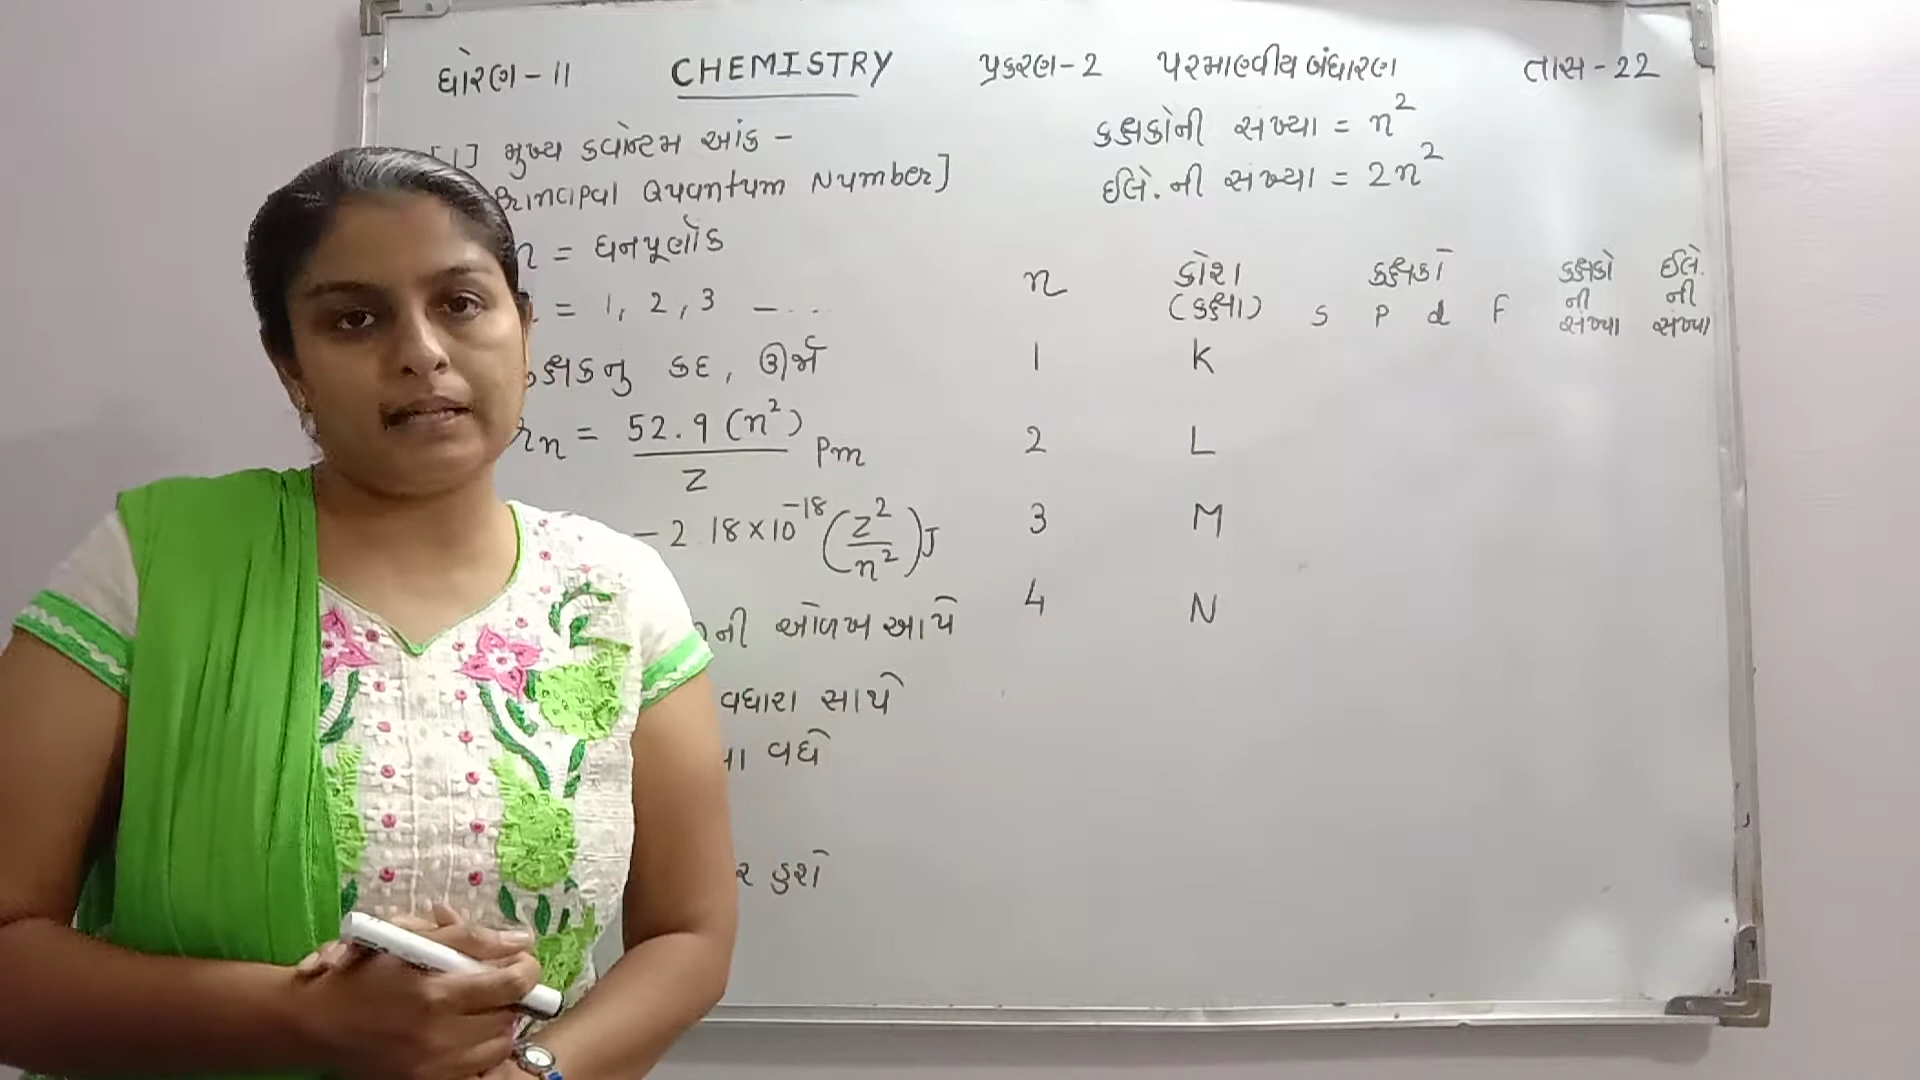 ધોરણ - 11 CHEMISTRY પ્રકરણ - 2 પરમાણ્વીય બંધારણ તાસ - 22
[1] મુખ્ય ક્વોન્ટમ આંક -
Principal Quantum Number]
n = ધનપૂર્ણાંક
= 1, 2, 3 - ...
કક્ષકનુ કદ, ઊર્જા
rn = 52.9 (n²) / Z Pm
- 2.18 × 10⁻¹⁸ (Z² / n²) J
ની ઓળખ આપે
વધારા સાથે
વધે
હશે
કક્ષકોની સંખ્યા = n²
ઈલે. ની સંખ્યા = 2n²
n કોશ (કક્ષા) કક્ષકો કક્ષકો ની સંખ્યા ઈલે. ની સંખ્યા
s p d f
1 K
2 L
3 M
4 N